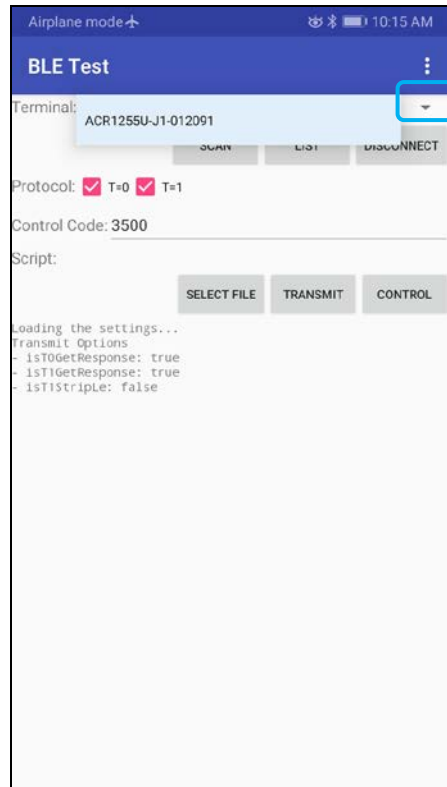 Airplane mode 10:15 AM
BLE Test
Terminal:
ACR1255U-J1-012091
SCAN LIST DISCONNECT
Protocol: T=0 T=1
Control Code: 3500
Script:
SELECT FILE TRANSMIT CONTROL
Loading the settings...
Transmit Options
- isT0GetResponse: true
- isT1GetResponse: true
- isT1StripLe: false